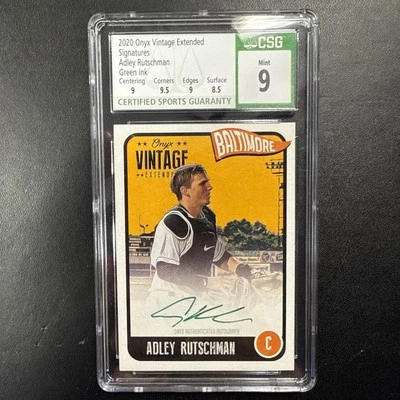 2020 Onyx Vintage Extended
Signatures
Adley Rutschman
Green Ink
Centering Corners Edges Surface
9 9.5 9 8.5
CERTIFIED SPORTS GUARANTY
CSG
Mint
9
Onyx
VINTAGE
EXTENDED
BALTIMORE
ONYX AUTHENTICATED AUTOGRAPH
ADLEY RUTSCHMAN
C